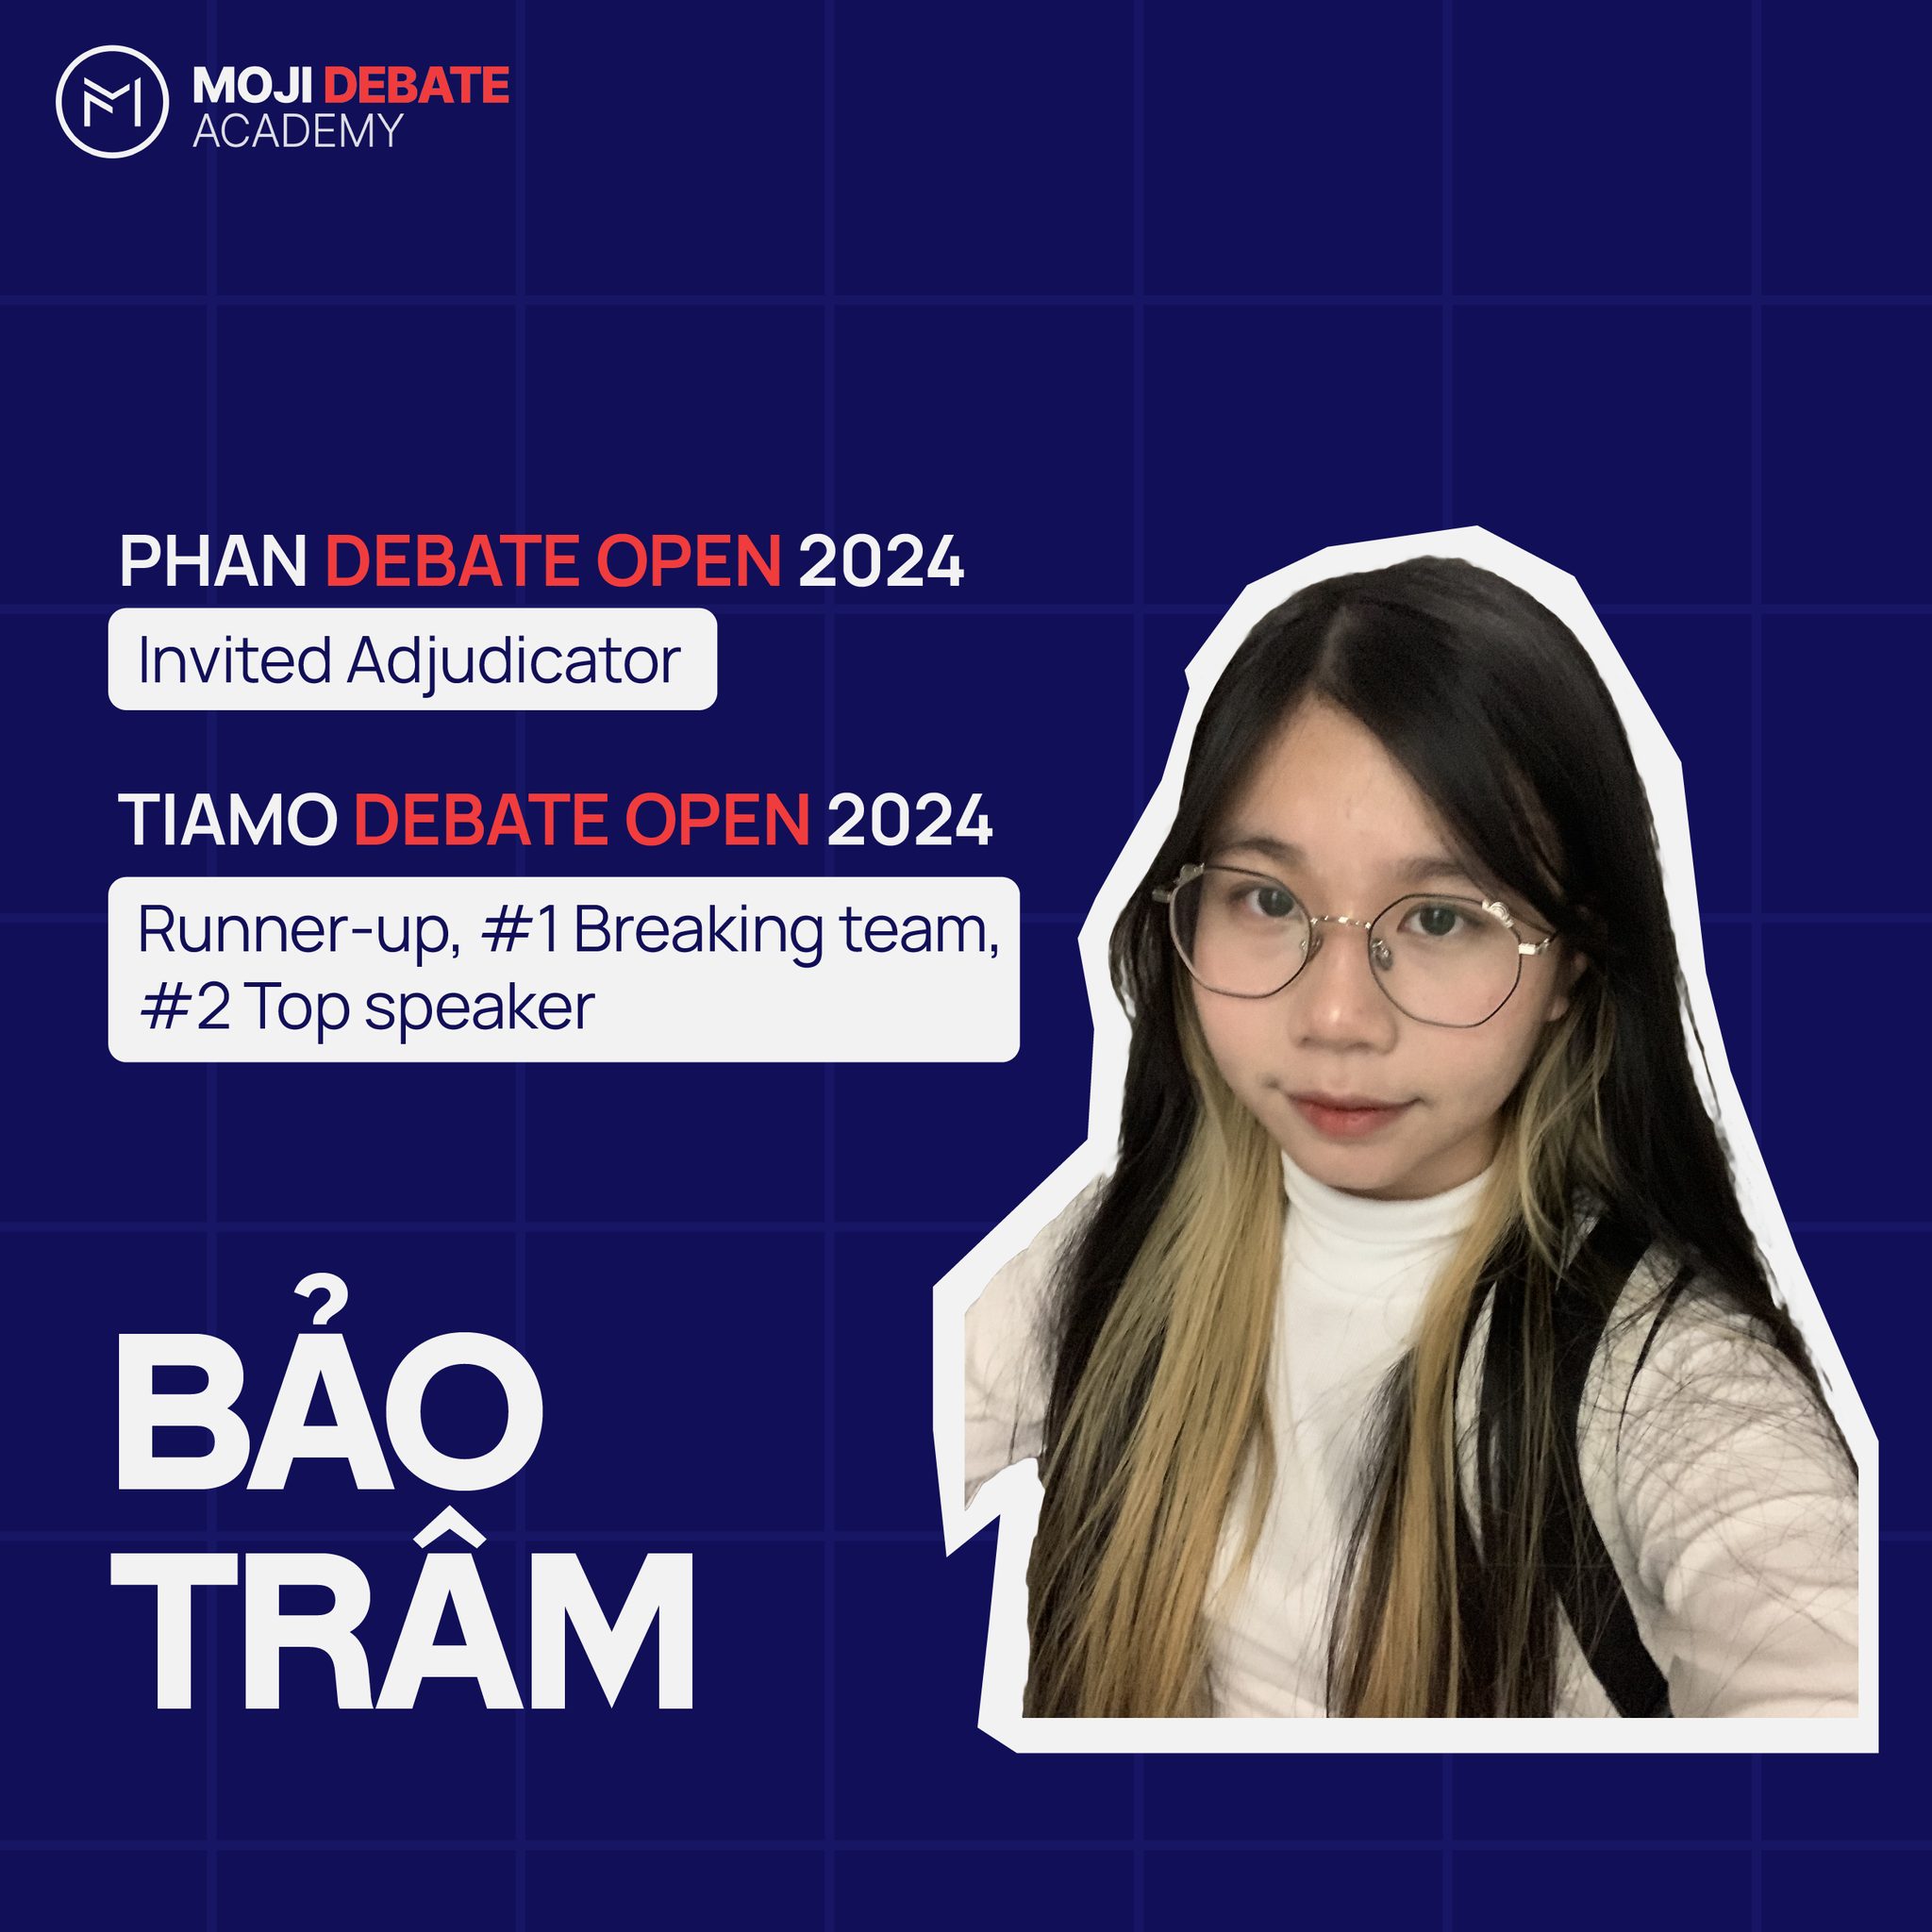 MOJI DEBATE
ACADEMY
PHAN DEBATE OPEN 2024
Invited Adjudicator
TIAMO DEBATE OPEN 2024
Runner-up, #1 Breaking team,
#2 Top speaker
BẢO
TRÂM